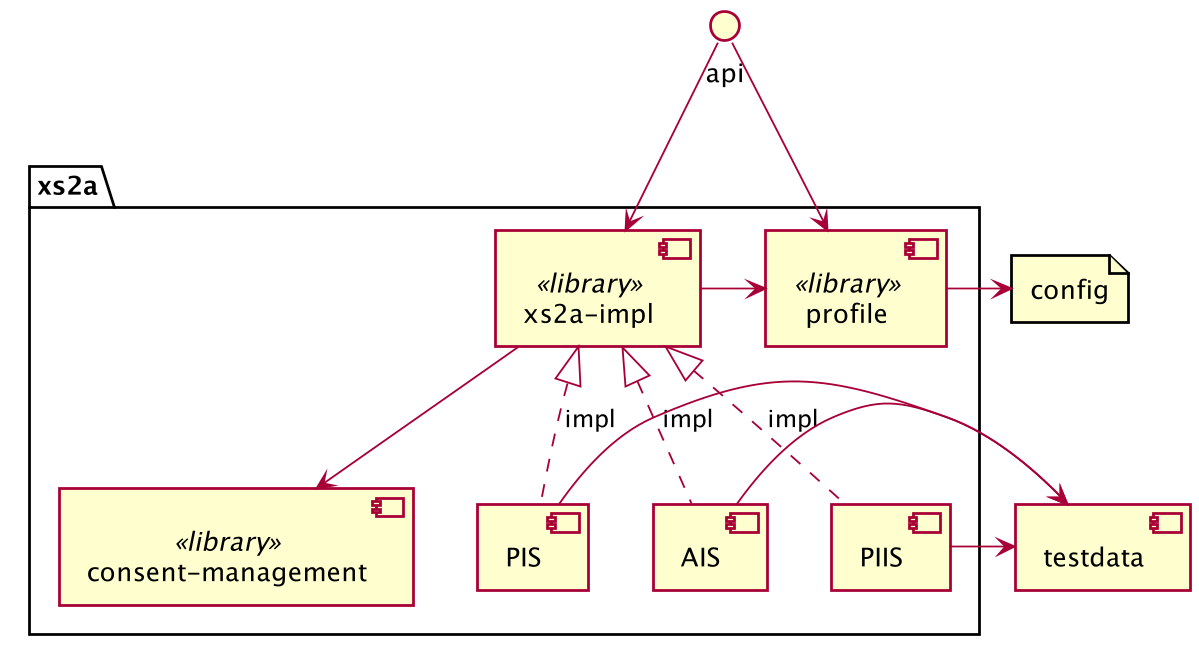 api
xs2a
«library»
xs2a-impl
«library»
profile
config
impl
impl
impl
«library»
consent-management
PIS
AIS
PIIS
testdata